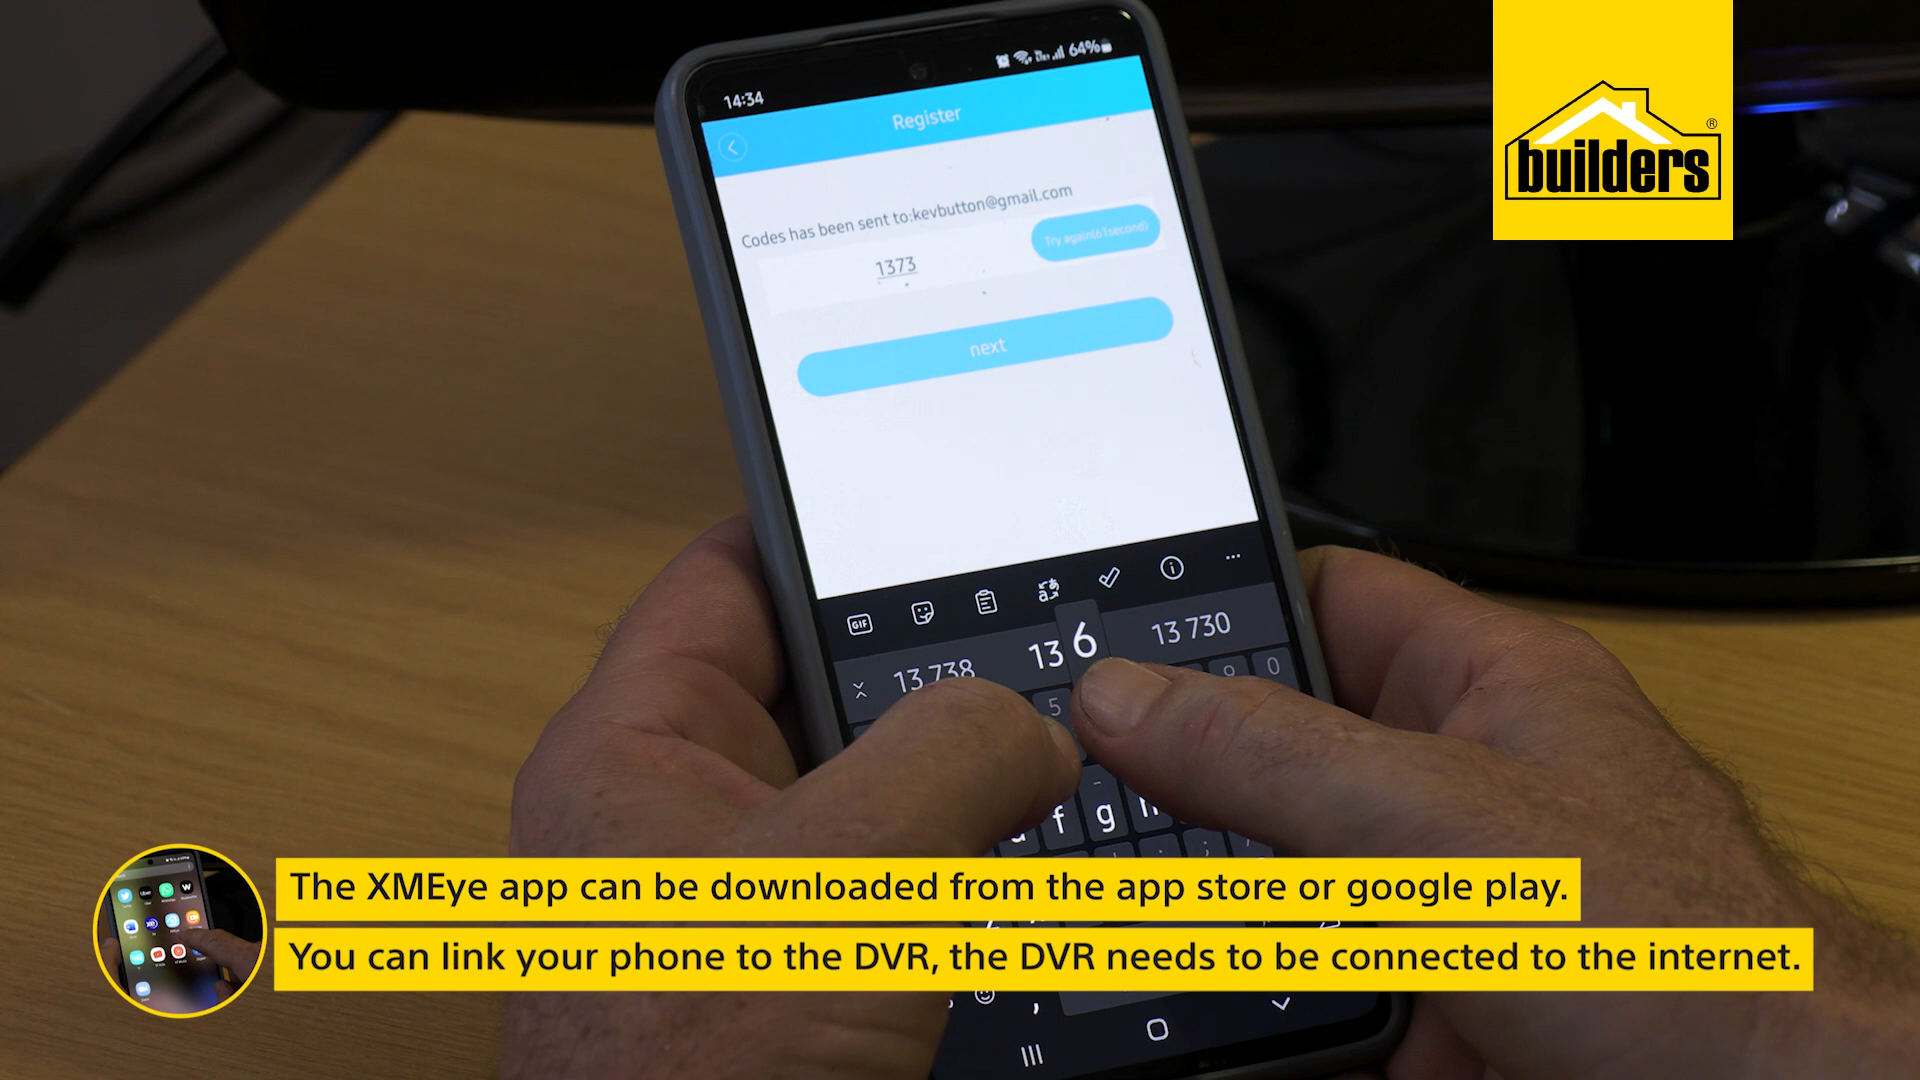 14:34
64%
Register
Codes has been sent to:kevbutton@gmail.com
1373
Try again(61second)
next
GIF
13 738
13 6
13 730
5
9 0
f g
builders®
The XMEye app can be downloaded from the app store or google play.
You can link your phone to the DVR, the DVR needs to be connected to the internet.